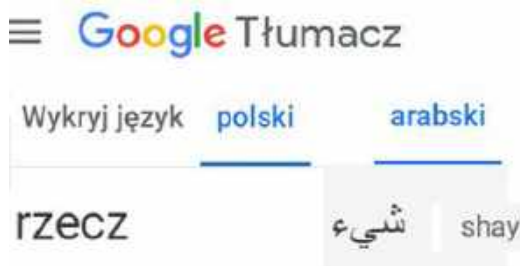 Google Tłumacz
Wykryj język polski arabski
rzecz شيء shay